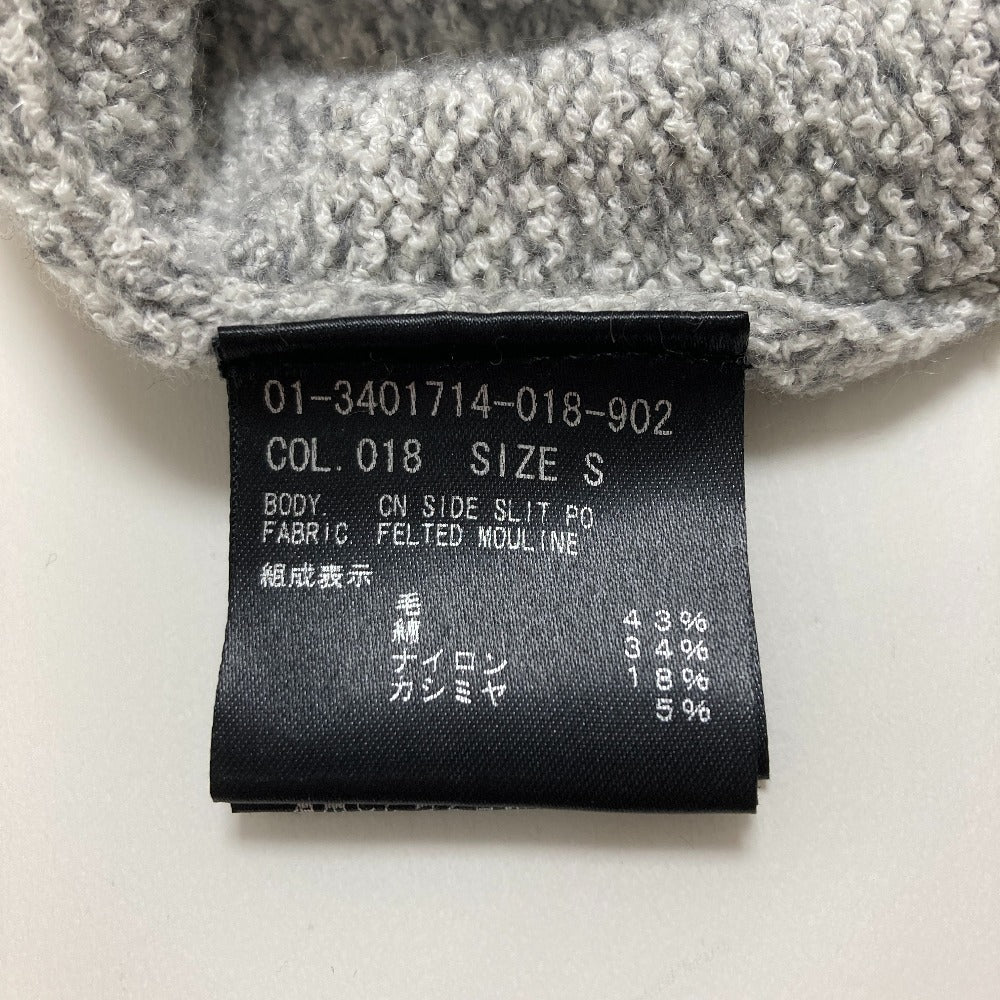 01-3401714-018-902
COL. 018 SIZE S
BODY. CN SIDE SLIT PO
FABRIC FELTED MOULINE
組成表示
毛 43%
綿 34%
ナイロン 18%
カシミヤ 5%